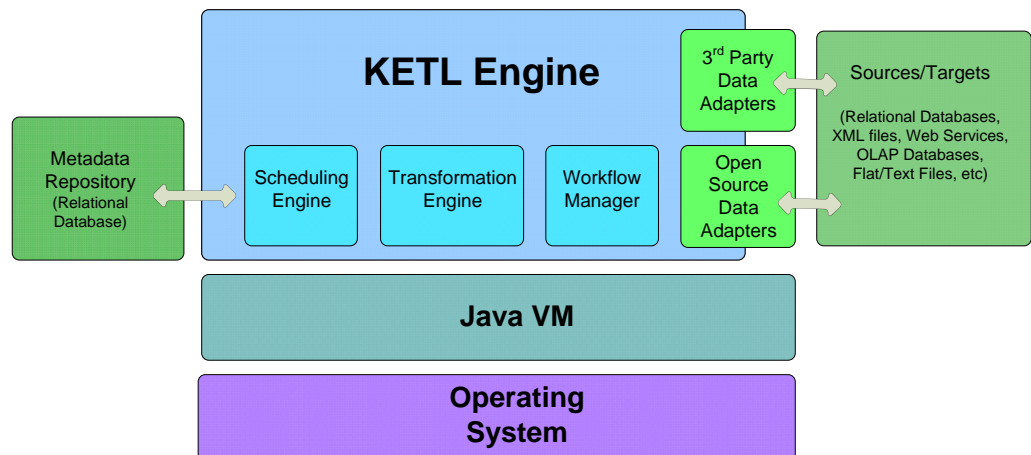 KETL Engine
3rd Party
Data
Adapters
Sources/Targets
(Relational Databases,
XML files, Web Services,
OLAP Databases,
Flat/Text Files, etc)
Metadata
Repository
(Relational
Database)
Scheduling
Engine
Transformation
Engine
Workflow
Manager
Open
Source
Data
Adapters
Java VM
Operating
System